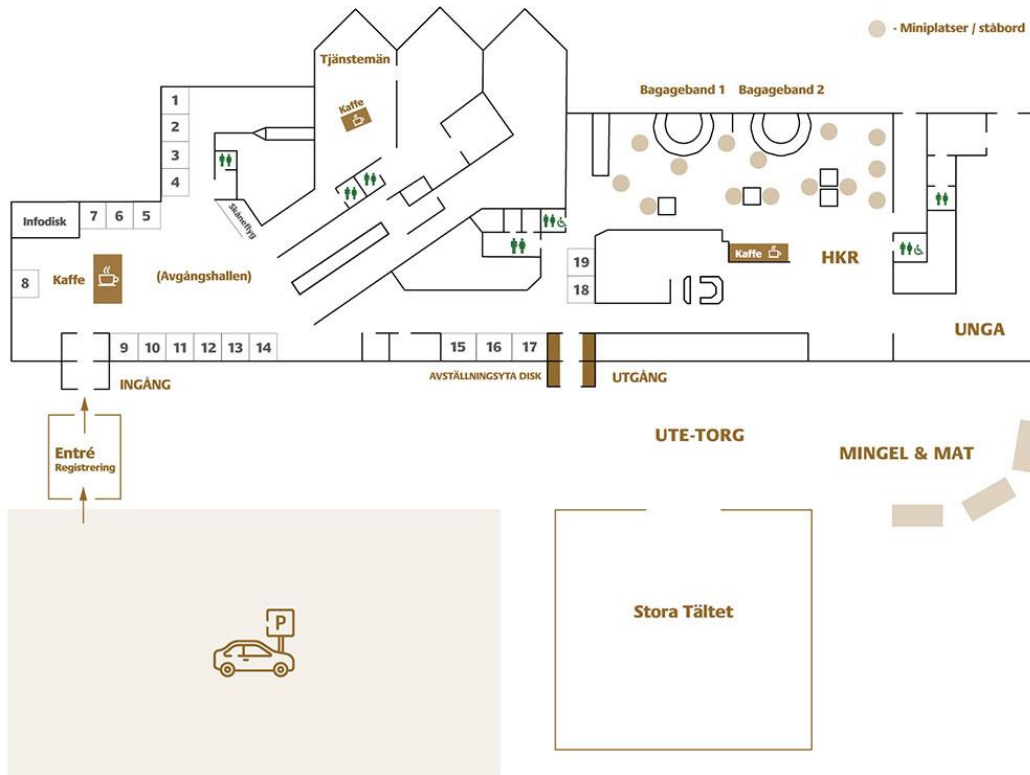 - Miniplatser / ståbord
Tjänstemän
Kaffe
Bagageband 1
Bagageband 2
1
2
3
4
Infodisk
7
6
5
Skåneflyg
8
Kaffe
(Avgångshallen)
19
18
Kaffe
HKR
UNGA
9
10
11
12
13
14
15
16
17
INGÅNG
AVSTÄLLNINGSYTA DISK
UTGÅNG
UTE-TORG
MINGEL & MAT
Entré
Registrering
Stora Tältet
P